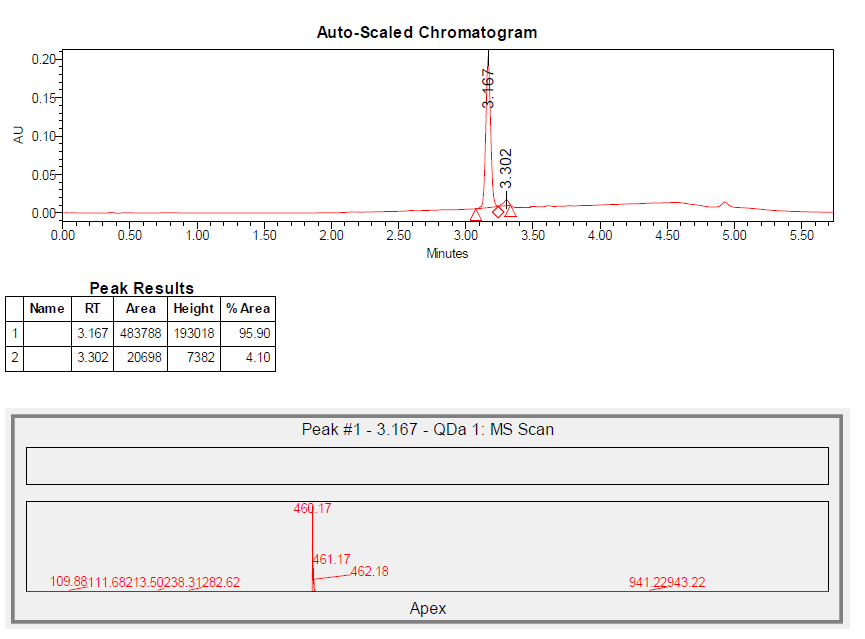 Auto-Scaled Chromatogram
AU
0.20
0.15
0.10
0.05
0.00
3.167
3.302
0.00 0.50 1.00 1.50 2.00 2.50 3.00 3.50 4.00 4.50 5.00 5.50
Minutes
Peak Results
Name RT Area Height % Area
1 3.167 483788 193018 95.90
2 3.302 20698 7382 4.10
Peak #1 - 3.167 - QDa 1: MS Scan
460.17
461.17
462.18
109.88111.68213.50238.31282.62 941.22943.22
Apex